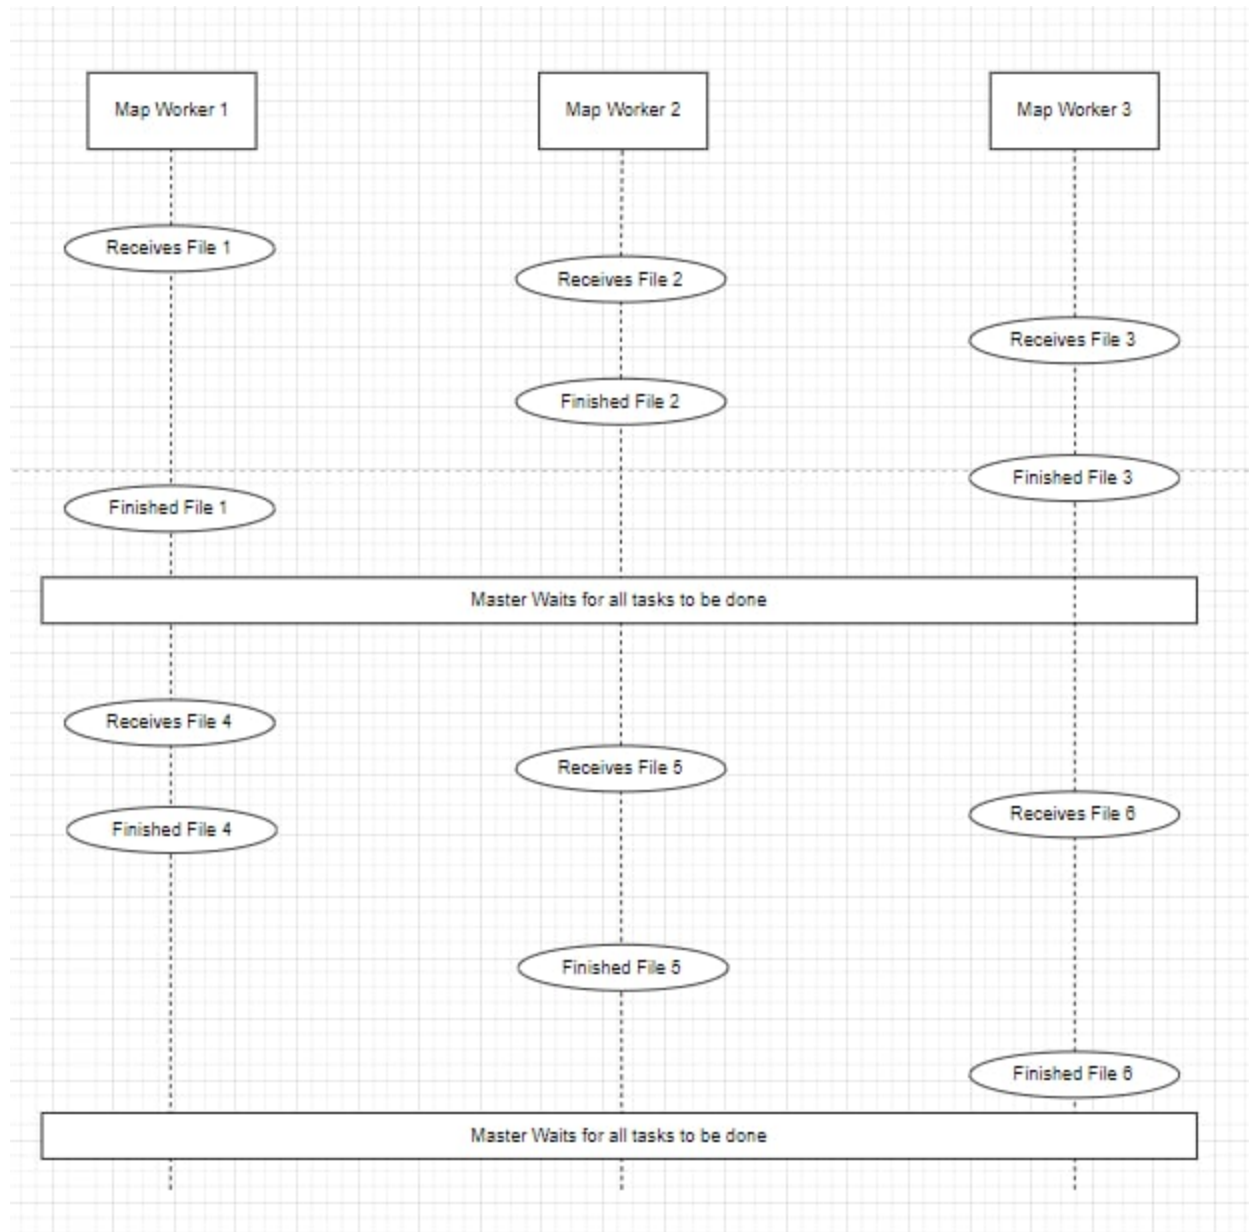 Map Worker 1
Map Worker 2
Map Worker 3
Receives File 1
Receives File 2
Receives File 3
Finished File 2
Finished File 3
Finished File 1
Master Waits for all tasks to be done
Receives File 4
Receives File 5
Receives File 6
Finished File 4
Finished File 5
Finished File 6
Master Waits for all tasks to be done